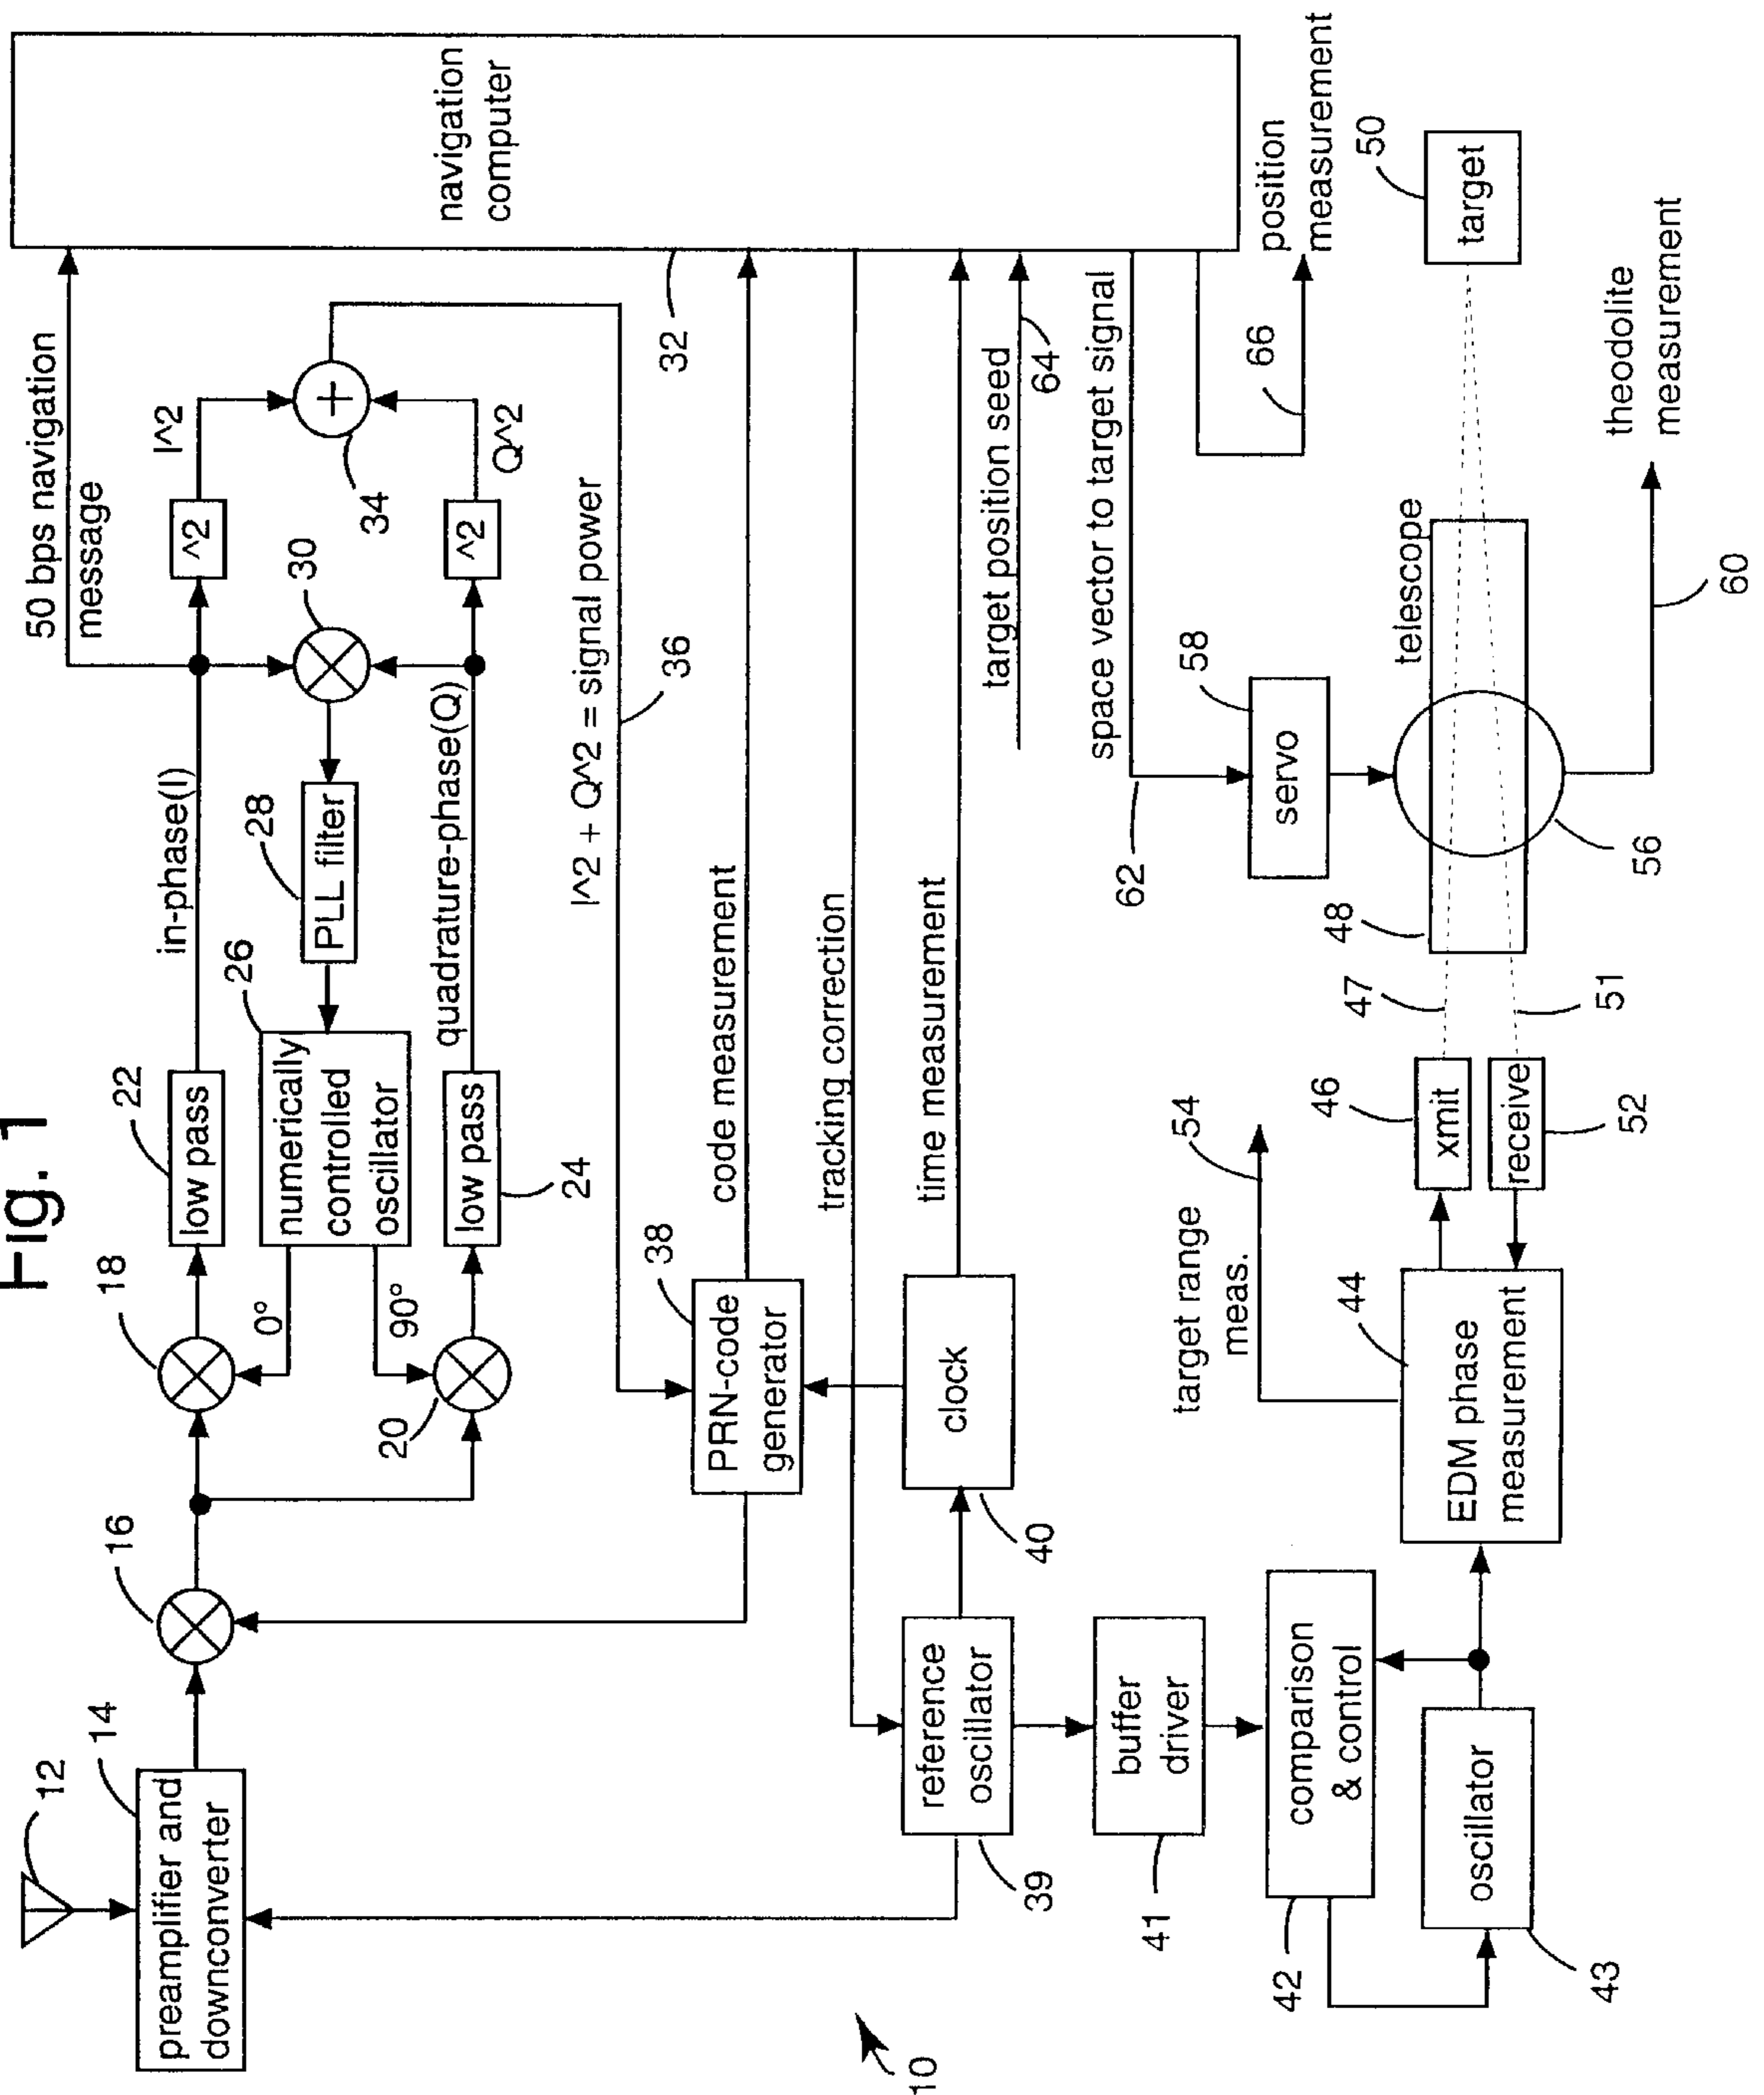 Fig. 1
12
14
preamplifier and
downconverter
16
18
0°
90°
20
22
low pass
26
numerically
controlled
oscillator
low pass
24
in-phase(I)
28
PLL filter
quadrature-phase(Q)
30
50 bps navigation
message
^2
I^2
^2
Q^2
+
34
I^2 + Q^2 = signal power
36
navigation
computer
32
38
PRN-code
generator
code measurement
tracking correction
time measurement
clock
40
reference
oscillator
39
target position seed
64
space vector to target signal
62
66
position
measurement
buffer
driver
41
comparison
& control
42
oscillator
43
44
EDM phase
measurement
target range
meas.
54
46
xmit
receive
52
47
51
48
telescope
58
servo
56
50
target
theodolite
measurement
60
10